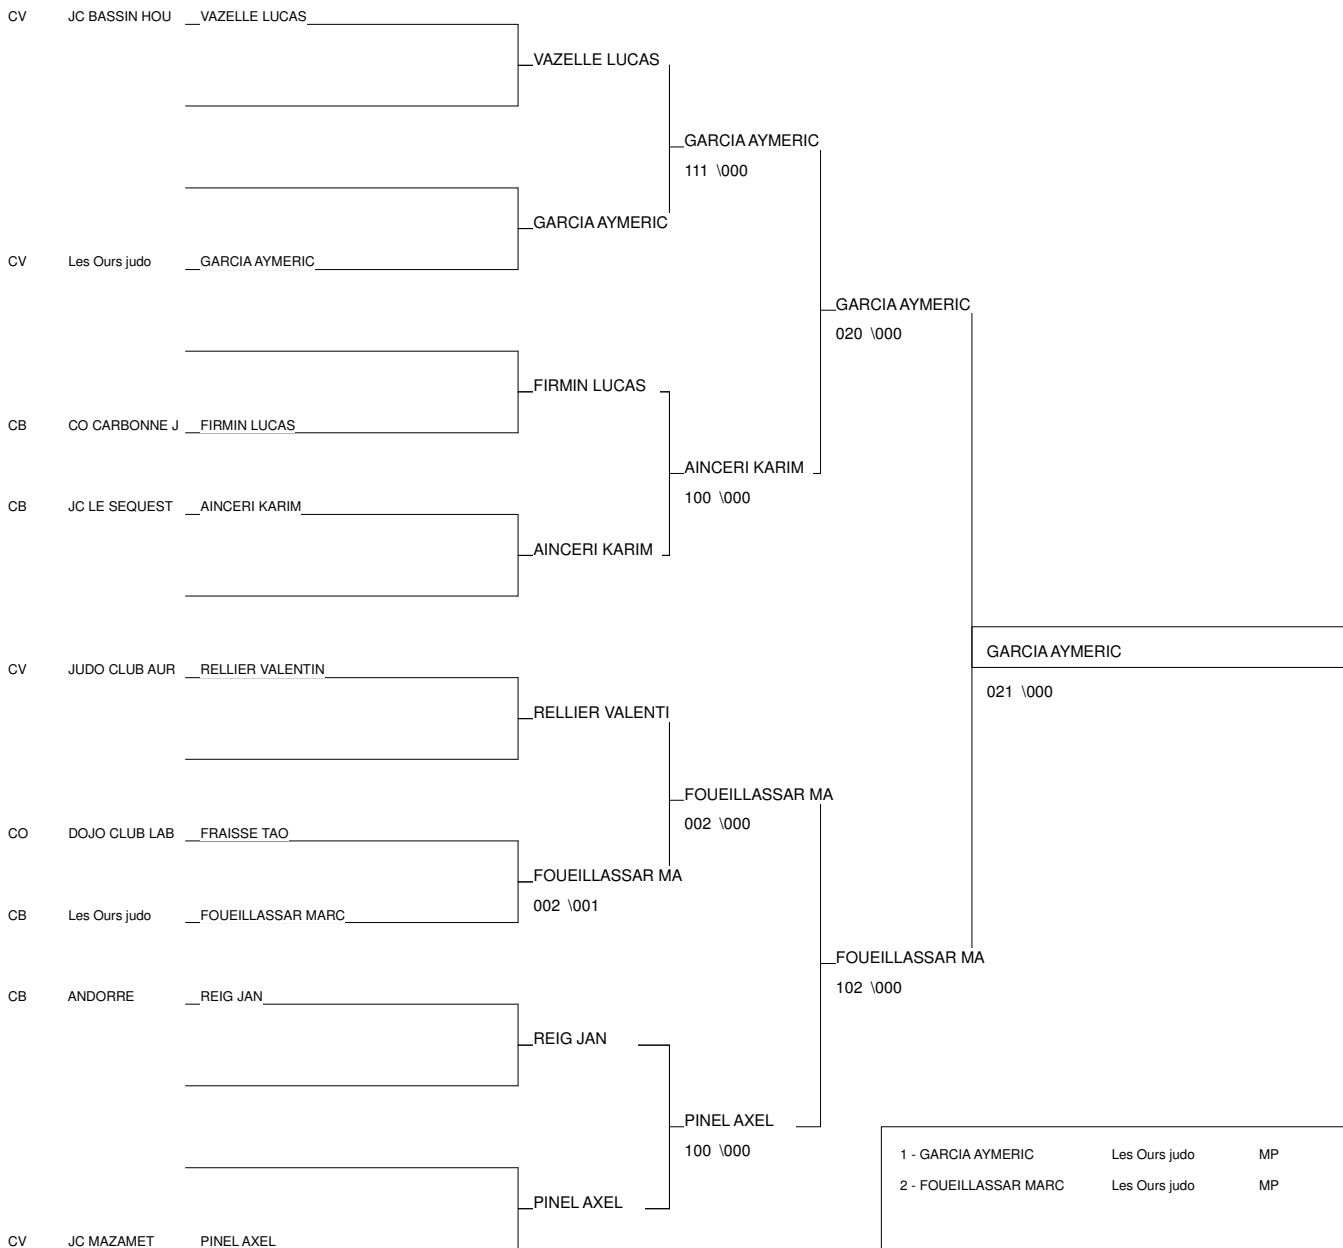 CV JC BASSIN HOU VAZELLE LUCAS
VAZELLE LUCAS
GARCIA AYMERIC
111 \000
GARCIA AYMERIC
CV Les Ours judo GARCIA AYMERIC
GARCIA AYMERIC
020 \000
FIRMIN LUCAS
CB CO CARBONNE J FIRMIN LUCAS
AINCERI KARIM
100 \000
CB JC LE SEQUEST AINCERI KARIM
AINCERI KARIM
GARCIA AYMERIC
021 \000
CV JUDO CLUB AUR RELLIER VALENTIN
RELLIER VALENTI
FOUEILLASSAR MA
002 \000
CO DOJO CLUB LAB FRAISSE TAO
FOUEILLASSAR MA
002 \001
CB Les Ours judo FOUEILLASSAR MARC
FOUEILLASSAR MA
102 \000
CB ANDORRE REIG JAN
REIG JAN
PINEL AXEL
100 \000
1 - GARCIA AYMERIC Les Ours judo MP
2 - FOUEILLASSAR MARC Les Ours judo MP
PINEL AXEL
CV JC MAZAMET PINEL AXEL